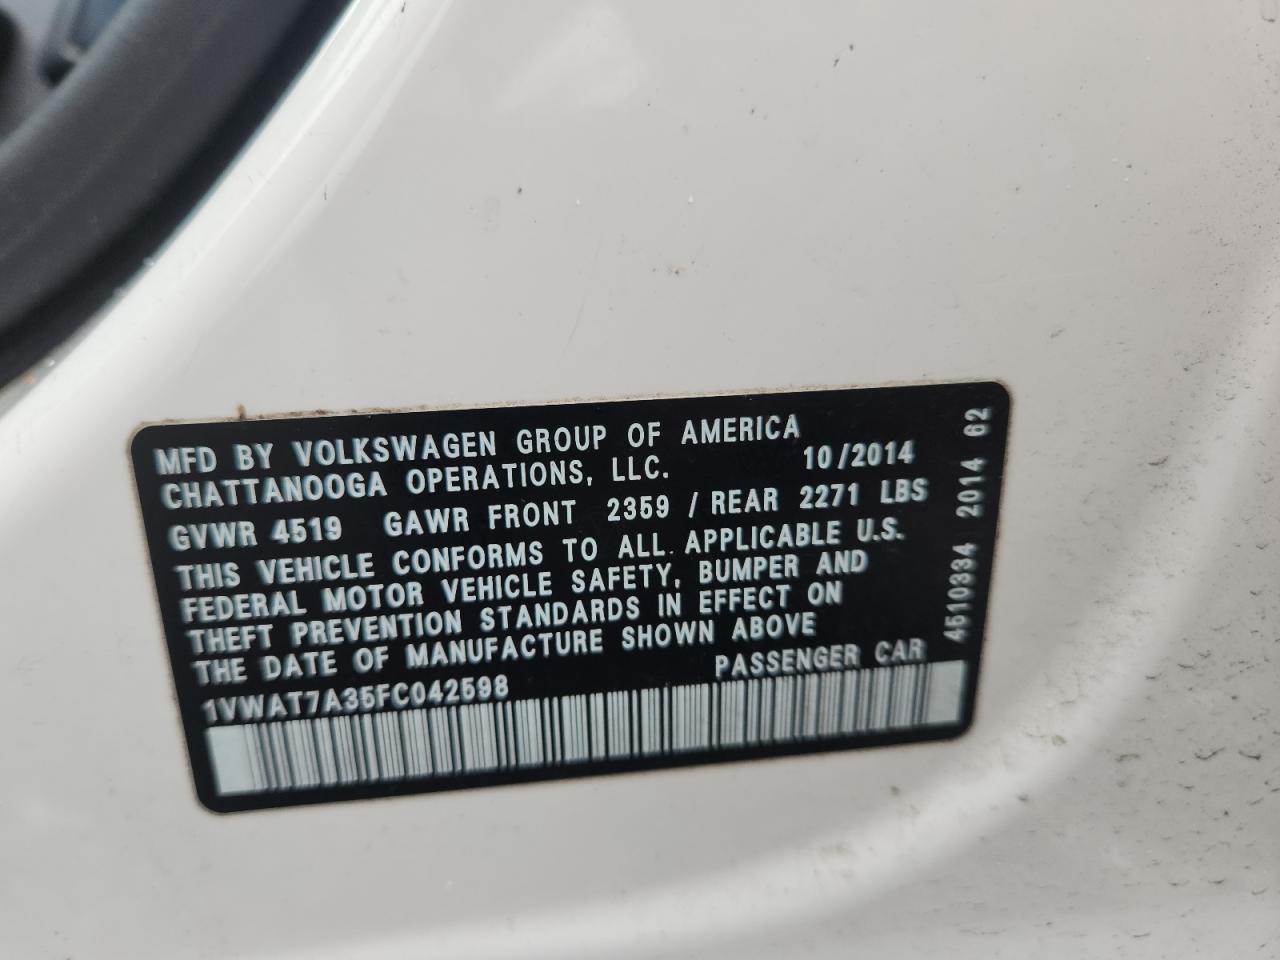 MFD BY VOLKSWAGEN GROUP OF AMERICA
CHATTANOOGA OPERATIONS, LLC. 10/2014
GVWR 4519 GAWR FRONT 2359 / REAR 2271 LBS
THIS VEHICLE CONFORMS TO ALL APPLICABLE U.S.
FEDERAL MOTOR VEHICLE SAFETY, BUMPER AND
THEFT PREVENTION STANDARDS IN EFFECT ON
THE DATE OF MANUFACTURE SHOWN ABOVE
1VWAT7A35FC042598 PASSENGER CAR
4510334 2014 62